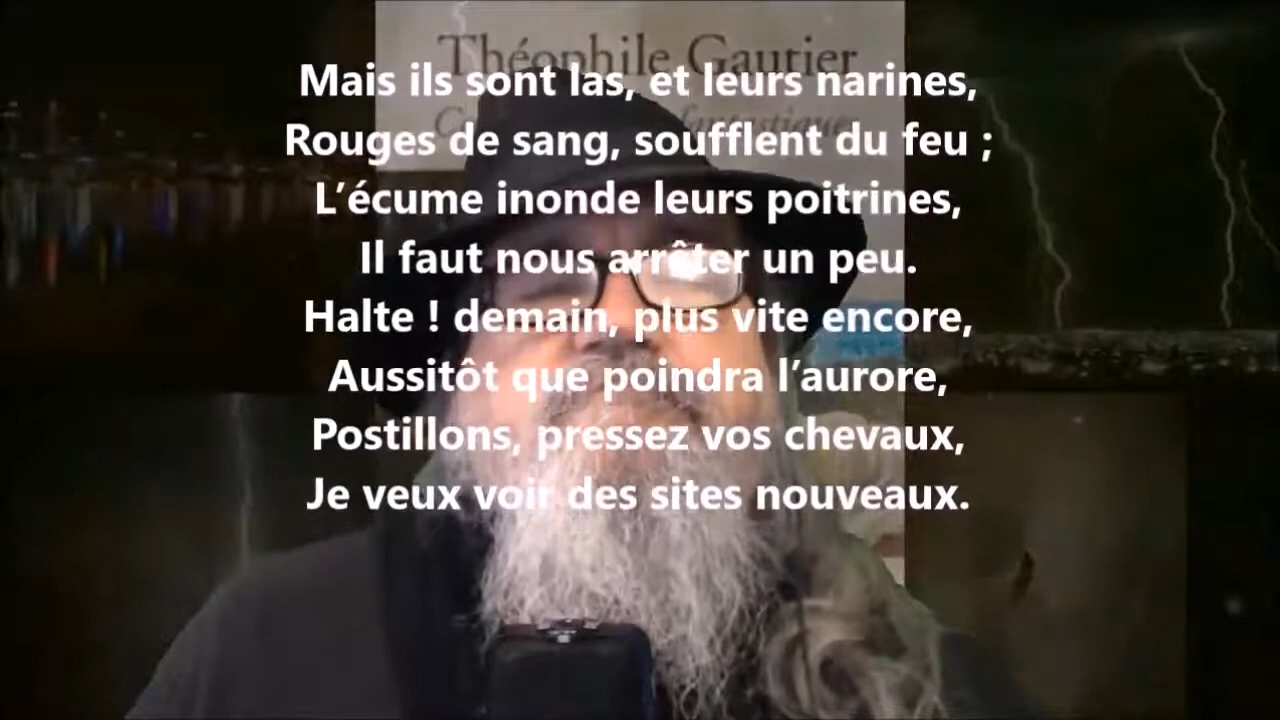 Théophile Gautier
fantastique
Mais ils sont las, et leurs narines,
Rouges de sang, soufflent du feu ;
L’écume inonde leurs poitrines,
Il faut nous arrêter un peu.
Halte ! demain, plus vite encore,
Aussitôt que poindra l’aurore,
Postillons, pressez vos chevaux,
Je veux voir des sites nouveaux.